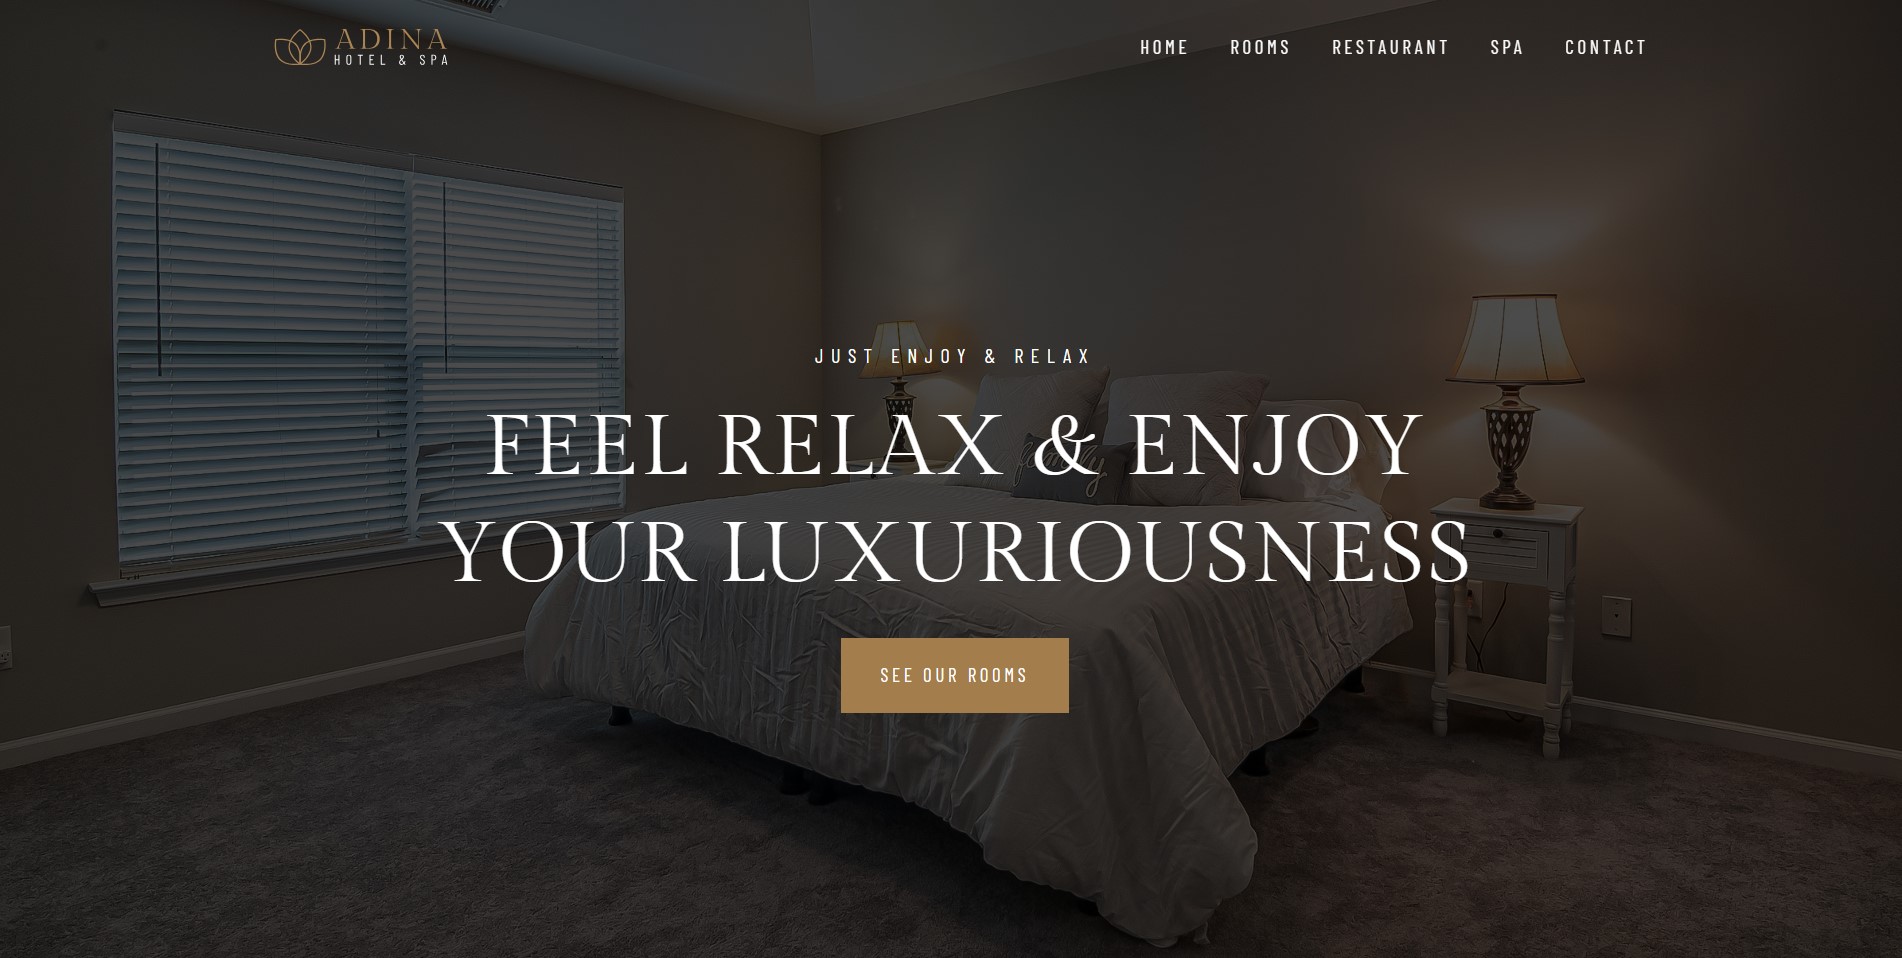 ADINA
HOTEL & SPA
HOME ROOMS RESTAURANT SPA CONTACT
JUST ENJOY & RELAX
FEEL RELAX & ENJOY
family
YOUR LUXURIOUSNESS
SEE OUR ROOMS